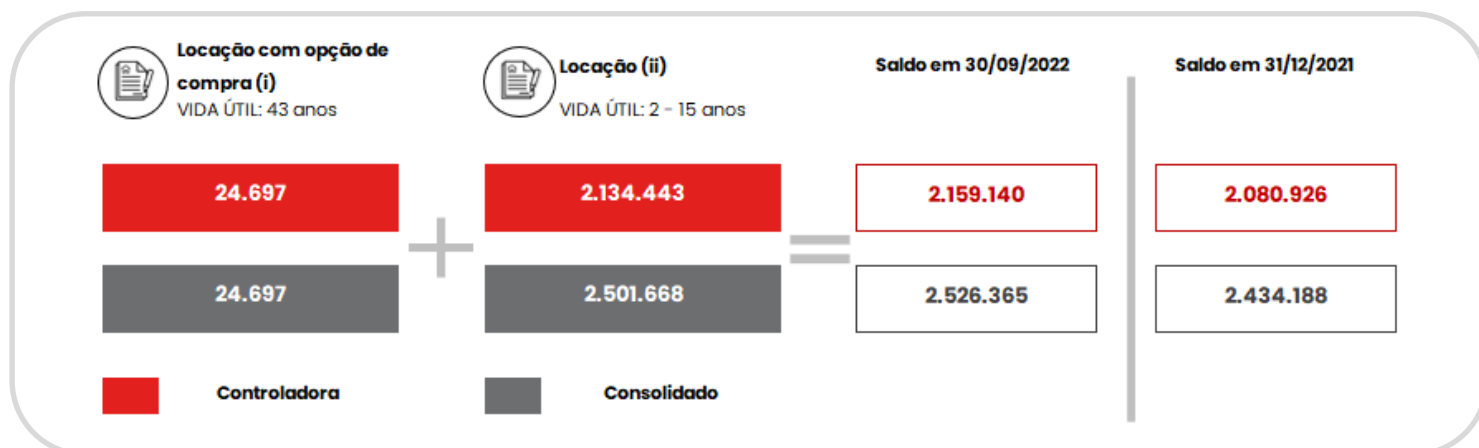 Locação com opção de
compra (i)
VIDA ÚTIL: 43 anos
Locação (ii)
VIDA ÚTIL: 2 - 15 anos
Saldo em 30/09/2022
Saldo em 31/12/2021
24.697
2.134.443
2.159.140
2.080.926
24.697
2.501.668
2.526.365
2.434.188
Controladora
Consolidado